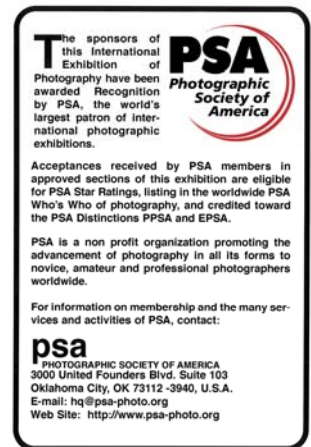 The sponsors of
this International
Exhibition of
Photography have been
awarded Recognition
by PSA, the world's
largest patron of inter-
national photographic
exhibitions.
PSA
Photographic
Society of
America
Acceptances received by PSA members in
approved sections of this exhibition are eligible
for PSA Star Ratings, listing in the worldwide PSA
Who's Who of photography, and credited toward
the PSA Distinctions PPSA and EPSA.
PSA is a non profit organization promoting the
advancement of photography in all its forms to
novice, amateur and professional photographers
worldwide.
For information on membership and the many ser-
vices and activities of PSA, contact:
psa
PHOTOGRAPHIC SOCIETY OF AMERICA
3000 United Founders Blvd. Suite 103
Oklahoma City, OK 73112 -3940, U.S.A.
E-mail: hq@psa-photo.org
Web Site: http://www.psa-photo.org